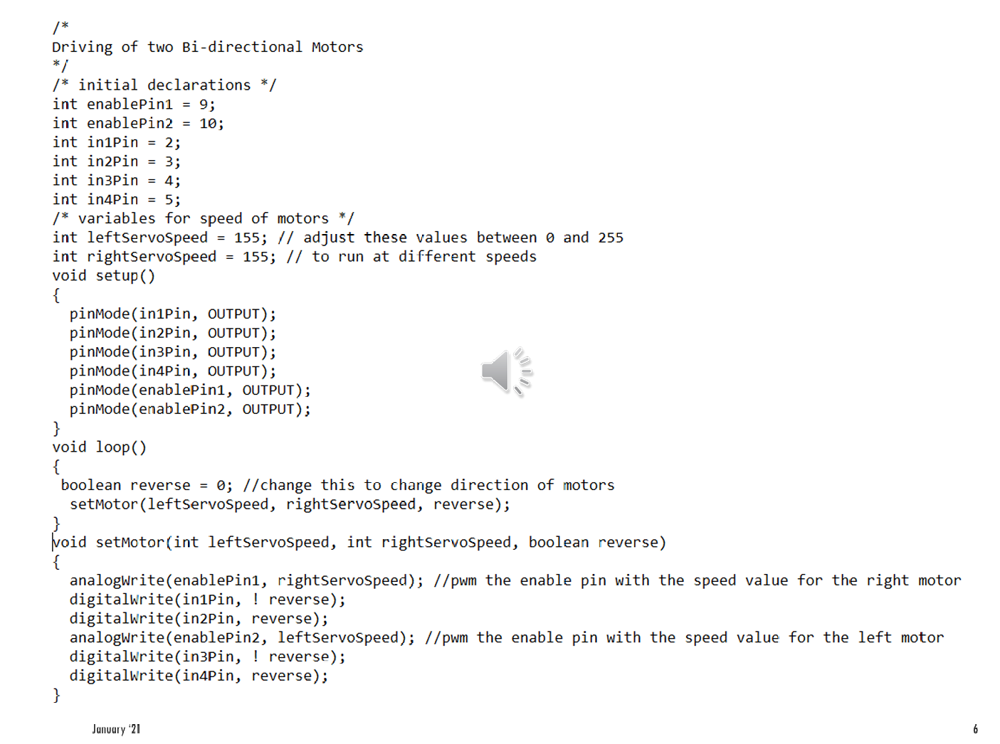 /*
Driving of two Bi-directional Motors
*/
/* initial declarations */
int enablePin1 = 9;
int enablePin2 = 10;
int in1Pin = 2;
int in2Pin = 3;
int in3Pin = 4;
int in4Pin = 5;
/* variables for speed of motors */
int leftServoSpeed = 155; // adjust these values between 0 and 255
int rightServoSpeed = 155; // to run at different speeds
void setup()
{
  pinMode(in1Pin, OUTPUT);
  pinMode(in2Pin, OUTPUT);
  pinMode(in3Pin, OUTPUT);
  pinMode(in4Pin, OUTPUT);
  pinMode(enablePin1, OUTPUT);
  pinMode(enablePin2, OUTPUT);
}
void loop()
{
 boolean reverse = 0; //change this to change direction of motors
  setMotor(leftServoSpeed, rightServoSpeed, reverse);
}
void setMotor(int leftServoSpeed, int rightServoSpeed, boolean reverse)
{
  analogWrite(enablePin1, rightServoSpeed); //pwm the enable pin with the speed value for the right motor
  digitalWrite(in1Pin, ! reverse);
  digitalWrite(in2Pin, reverse);
  analogWrite(enablePin2, leftServoSpeed); //pwm the enable pin with the speed value for the left motor
  digitalWrite(in3Pin, ! reverse);
  digitalWrite(in4Pin, reverse);
}
January '21
6